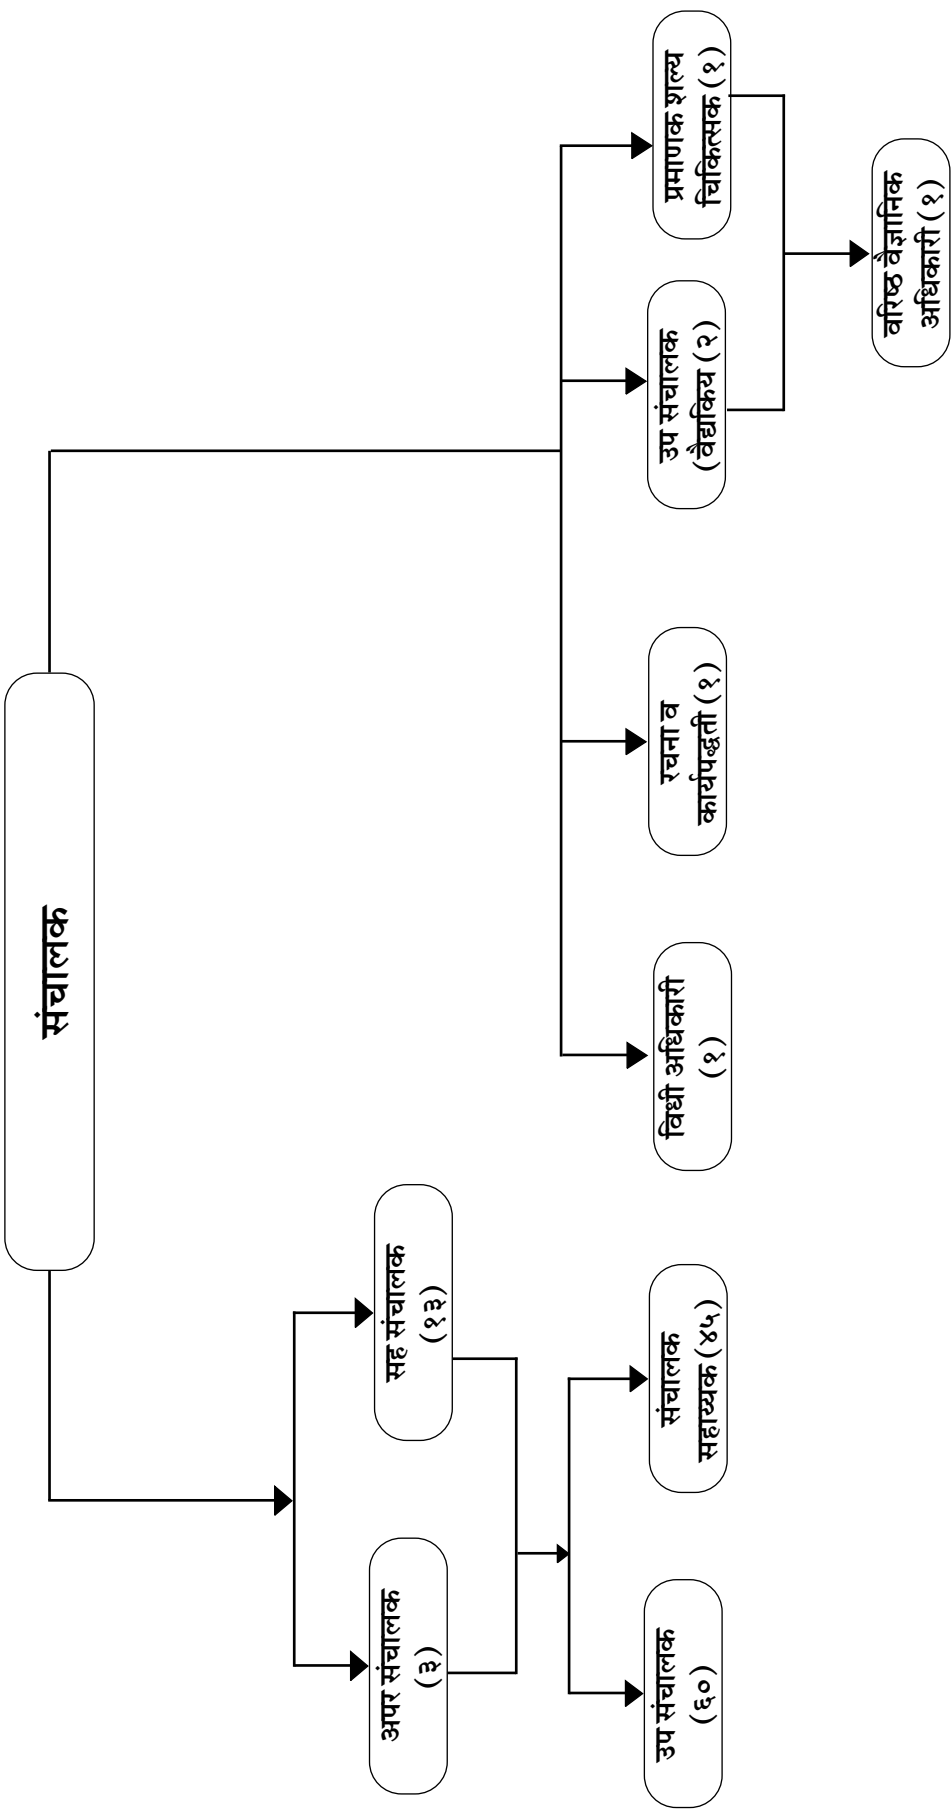 संचालक
अपर संचालक
(३)
सह संचालक
(१३)
उप संचालक
(६०)
संचालक
सहाय्यक (४५)
विधी अधिकारी
(१)
रचना व
कार्यपद्धती (१)
उप संचालक
(वैद्यकिय (२)
प्रमाणक शल्य
चिकित्सक (१)
वरिष्ठ वैज्ञानिक
अधिकारी (१)